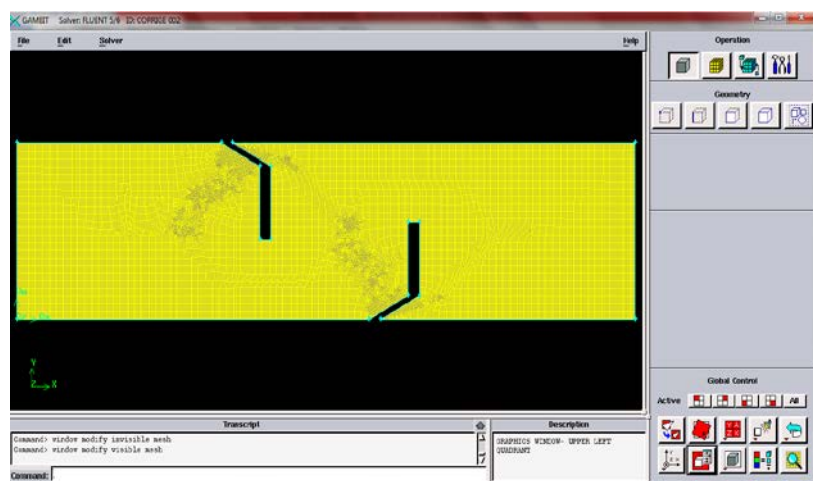 GAMBIT Solver: FLUENT 5/6 ID: CORRIGE 002
File Edit Solver Help
Operation
Geometry
Y
Z X
Global Control
Active All
Transcript
Description
Command> window modify invisible mesh
Command> window modify visible mesh
GRAPHICS WINDOW- UPPER LEFT
QUADRANT
Command: